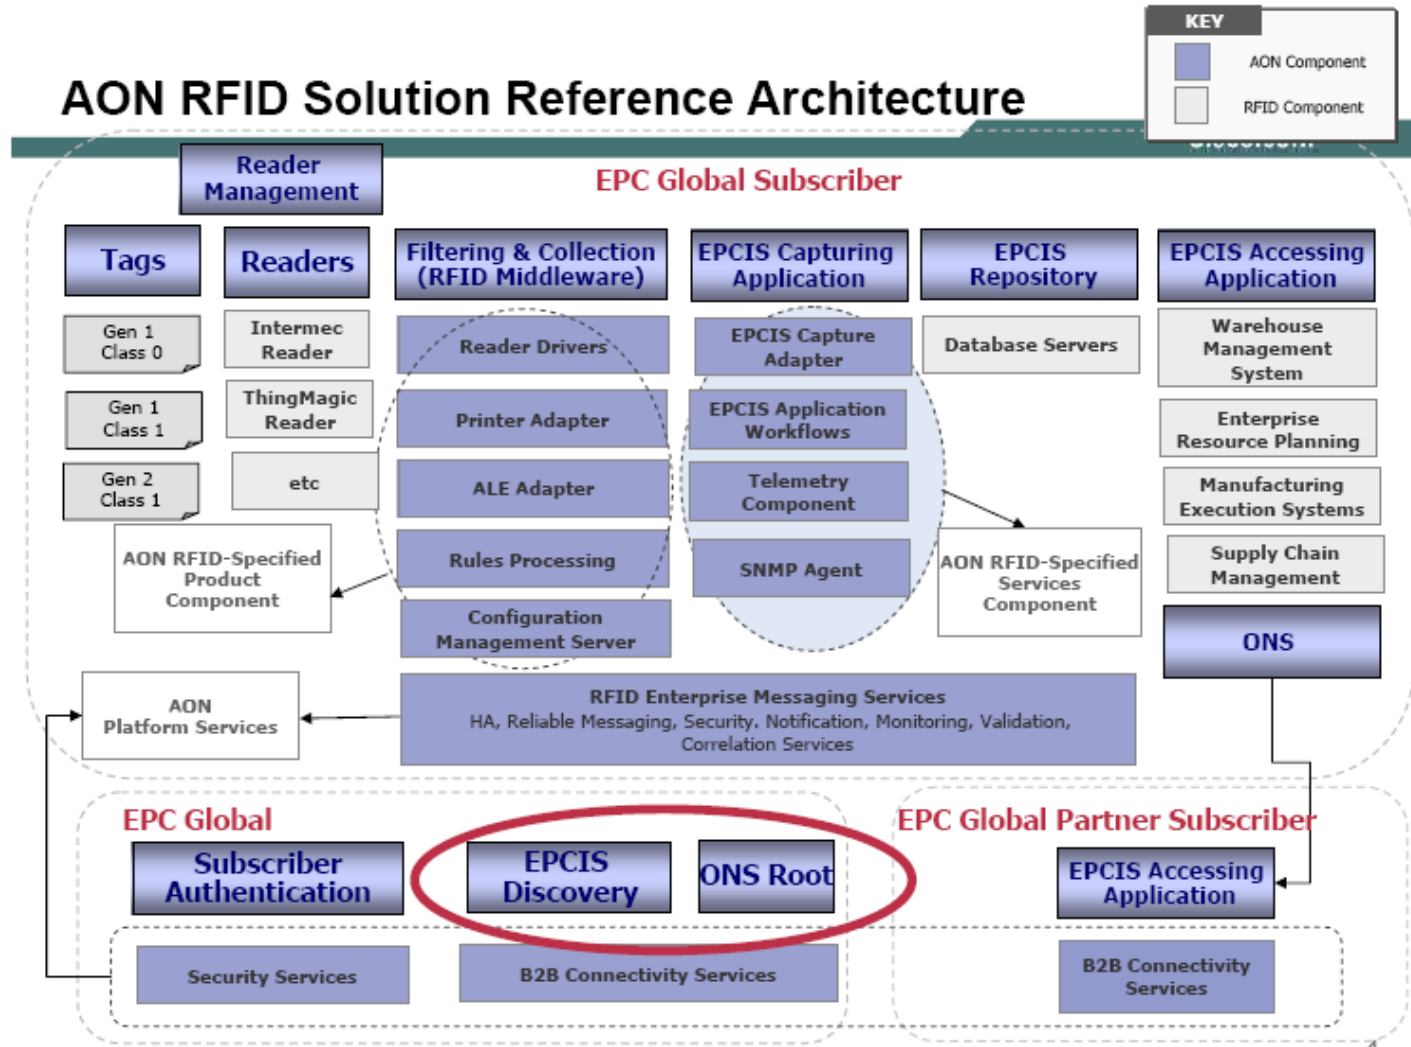 KEY
AON Component
RFID Component
AON RFID Solution Reference Architecture
EPC Global Subscriber
Reader
Management
Tags
Readers
Filtering & Collection
(RFID Middleware)
EPCIS Capturing
Application
EPCIS
Repository
EPCIS Accessing
Application
Gen 1
Class 0
Gen 1
Class 1
Gen 2
Class 1
Intermec
Reader
ThingMagic
Reader
etc
Reader Drivers
Printer Adapter
ALE Adapter
Rules Processing
Configuration
Management Server
EPCIS Capture
Adapter
EPCIS Application
Workflows
Telemetry
Component
SNMP Agent
Database Servers
Warehouse
Management
System
Enterprise
Resource Planning
Manufacturing
Execution Systems
Supply Chain
Management
ONS
AON RFID-Specified
Product
Component
AON RFID-Specified
Services
Component
AON
Platform Services
RFID Enterprise Messaging Services
HA, Reliable Messaging, Security. Notification, Monitoring, Validation,
Correlation Services
EPC Global
Subscriber
Authentication
EPCIS
Discovery
ONS Root
Security Services
B2B Connectivity Services
EPC Global Partner Subscriber
EPCIS Accessing
Application
B2B Connectivity
Services